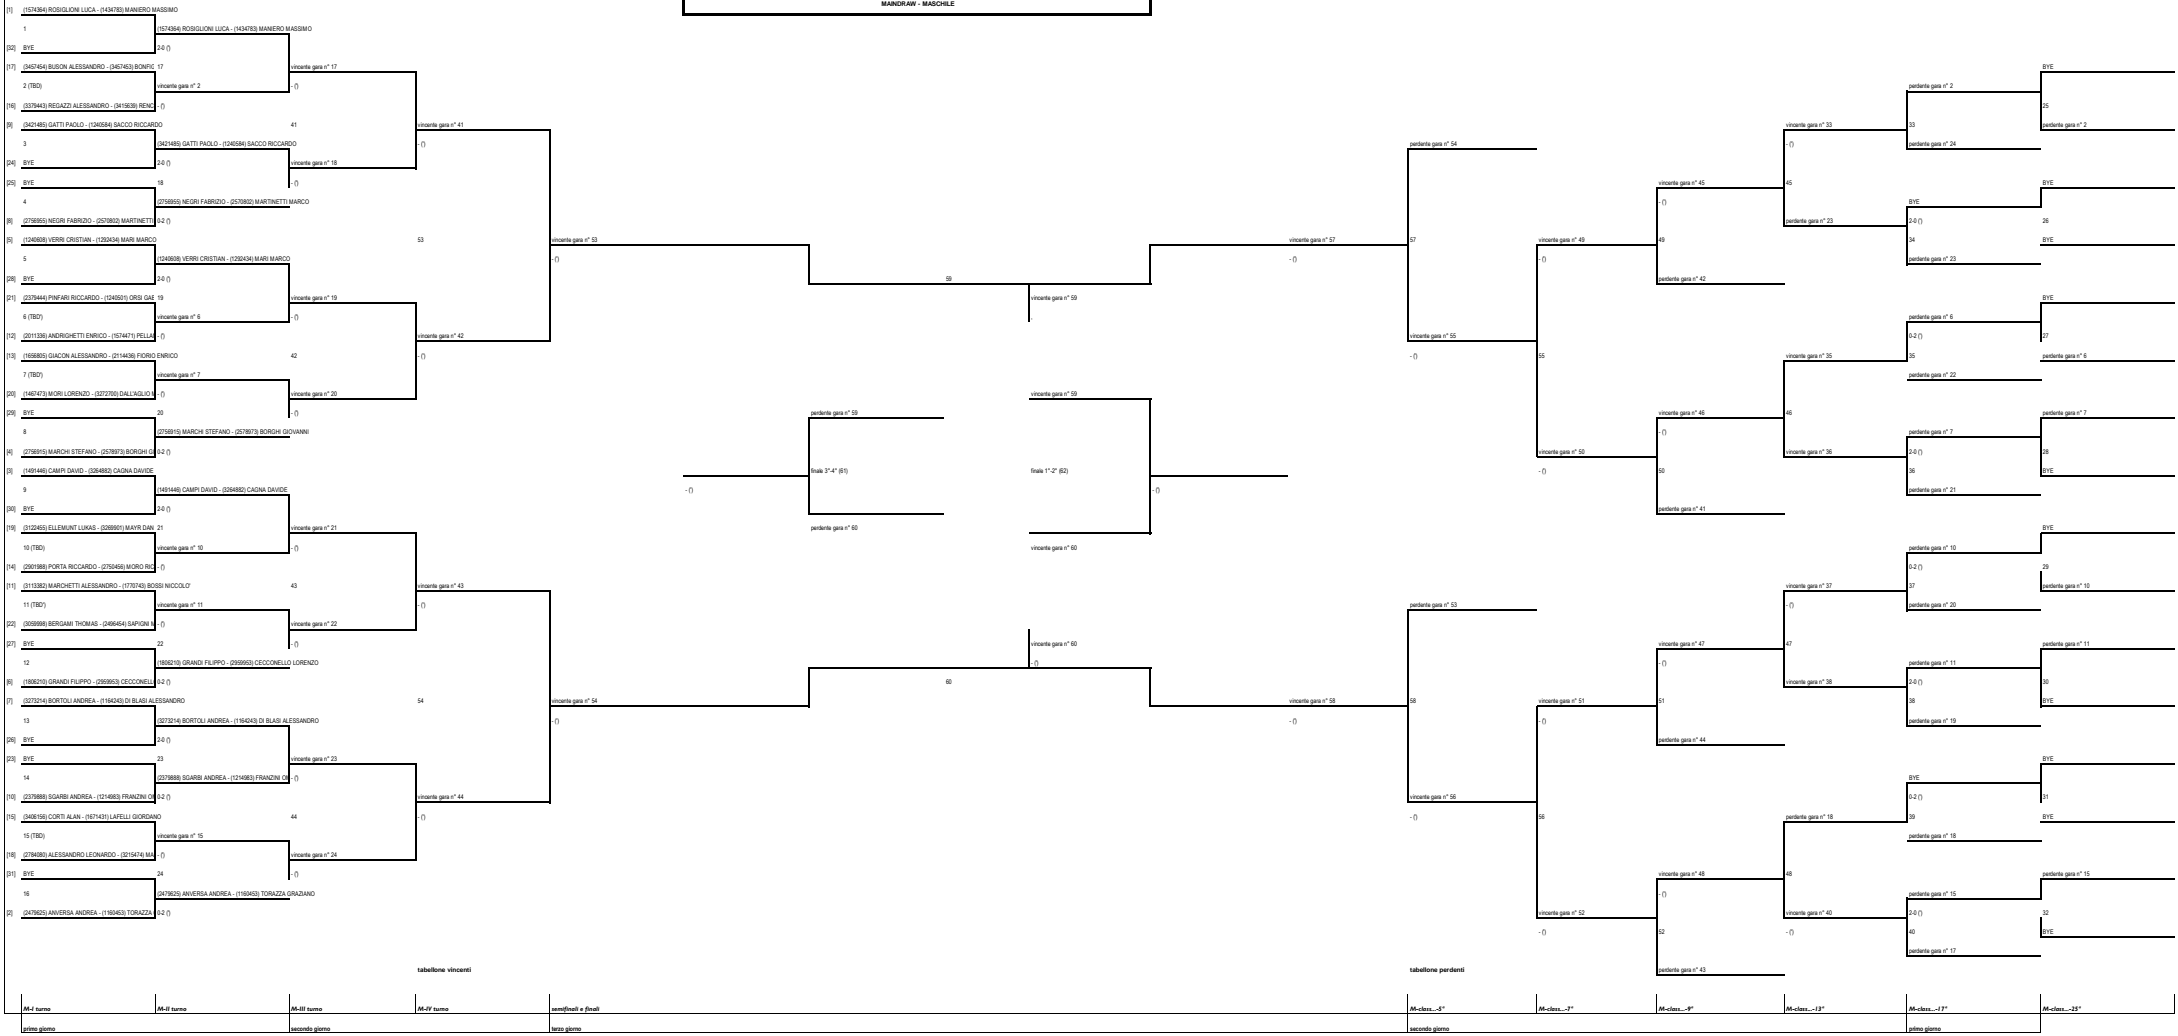 MAINDRAW - MASCHILE
[1] (1574364) ROSIGLIONI LUCA - (1434783) MANIERO MASSIMO
1
[32] BYE
[17] (3457454) BUSON ALESSANDRO - (3457453) BONFIC
2 (TBD)
[16] (3379443) REGAZZI ALESSANDRO - (3415639) RENC
[9] (3421485) GATTI PAOLO - (1240584) SACCO RICCARDO
3
[24] BYE
[25] BYE
4
[8] (2756955) NEGRI FABRIZIO - (2570802) MARTINETTI
[5] (1240608) VERRI CRISTIAN - (1292434) MARI MARCO
5
[28] BYE
[21] (2379444) PINFARI RICCARDO - (1240501) ORSI GAE
6 (TBD')
[12] (2011336) ANDRIGHETTI ENRICO - (1574471) PELLA
[13] (1656805) GIACON ALESSANDRO - (2114436) FIORIO ENRICO
7 (TBD')
[20] (1467473) MORI LORENZO - (3272700) DALL'AGLIO M
[29] BYE
8
[4] (2756915) MARCHI STEFANO - (2578973) BORGHI GI
[3] (1491446) CAMPI DAVID - (3264882) CAGNA DAVIDE
9
[30] BYE
[19] (3122455) ELLEMUNT LUKAS - (3269901) MAYR DAN
10 (TBD)
[14] (2901988) PORTA RICCARDO - (2750456) MORO RIC
[11] (3113382) MARCHETTI ALESSANDRO - (1770743) BOSSI NICCOLO'
11 (TBD')
[22] (3059998) BERGAMI THOMAS - (2496454) SAPIGNI M
[27] BYE
12
[6] (1806210) GRANDI FILIPPO - (2959953) CECCONELL
[7] (3273214) BORTOLI ANDREA - (1164243) DI BLASI ALESSANDRO
13
[26] BYE
[23] BYE
14
[10] (2379888) SGARBI ANDREA - (1214983) FRANZINI OM
[15] (3406156) CORTI ALAN - (1671431) LAFELLI GIORDANO
15 (TBD)
[18] (2784080) ALESSANDRO LEONARDO - (3215474) MA
[31] BYE
16
[2] (2479625) ANVERSA ANDREA - (1160453) TORAZZA
(1574364) ROSIGLIONI LUCA - (1434783) MANIERO MASSIMO
2-0 (')
17
vincente gara n° 2
- (')
(3421485) GATTI PAOLO - (1240584) SACCO RICCARDO
2-0 (')
18
(2756955) NEGRI FABRIZIO - (2570802) MARTINETTI MARCO
0-2 (')
(1240608) VERRI CRISTIAN - (1292434) MARI MARCO
2-0 (')
19
vincente gara n° 6
- (')
vincente gara n° 7
- (')
20
(2756915) MARCHI STEFANO - (2578973) BORGHI GIOVANNI
0-2 (')
(1491446) CAMPI DAVID - (3264882) CAGNA DAVIDE
2-0 (')
21
vincente gara n° 10
- (')
vincente gara n° 11
- (')
22
(1806210) GRANDI FILIPPO - (2959953) CECCONELLO LORENZO
0-2 (')
(3273214) BORTOLI ANDREA - (1164243) DI BLASI ALESSANDRO
2-0 (')
23
(2379888) SGARBI ANDREA - (1214983) FRANZINI OM
0-2 (')
vincente gara n° 15
- (')
24
(2479625) ANVERSA ANDREA - (1160453) TORAZZA GRAZIANO
0-2 (')
vincente gara n° 17
- (')
41
vincente gara n° 18
- (')
vincente gara n° 19
- (')
42
vincente gara n° 20
- (')
vincente gara n° 21
- (')
43
vincente gara n° 22
- (')
vincente gara n° 23
- (')
44
vincente gara n° 24
- (')
vincente gara n° 41
- (')
53
vincente gara n° 42
- (')
vincente gara n° 43
- (')
54
vincente gara n° 44
- (')
tabellone vincenti
vincente gara n° 53
- (')
vincente gara n° 54
- (')
59
vincente gara n° 59
perdente gara n° 59
finale 3°-4° (61)
- (')
perdente gara n° 60
vincente gara n° 59
finale 1°-2° (62)
- (')
vincente gara n° 60
vincente gara n° 60
- (')
60
vincente gara n° 57
- (')
vincente gara n° 58
- (')
perdente gara n° 54
57
vincente gara n° 55
- (')
perdente gara n° 53
58
vincente gara n° 56
- (')
tabellone perdenti
vincente gara n° 49
- (')
55
vincente gara n° 50
- (')
vincente gara n° 51
- (')
56
vincente gara n° 52
- (')
vincente gara n° 45
- (')
49
perdente gara n° 42
vincente gara n° 46
- (')
50
perdente gara n° 41
vincente gara n° 47
- (')
51
perdente gara n° 44
vincente gara n° 48
- (')
52
perdente gara n° 43
vincente gara n° 33
- (')
45
perdente gara n° 23
vincente gara n° 35
46
vincente gara n° 36
vincente gara n° 37
- (')
47
vincente gara n° 38
perdente gara n° 18
48
vincente gara n° 40
- (')
perdente gara n° 2
33
perdente gara n° 24
BYE
2-0 (')
34
perdente gara n° 23
perdente gara n° 6
0-2 (')
35
perdente gara n° 22
perdente gara n° 7
2-0 (')
36
perdente gara n° 21
perdente gara n° 10
0-2 (')
37
perdente gara n° 20
perdente gara n° 11
2-0 (')
38
perdente gara n° 19
BYE
0-2 (')
39
perdente gara n° 18
perdente gara n° 15
2-0 (')
40
perdente gara n° 17
BYE
25
perdente gara n° 2
BYE
26
BYE
BYE
27
perdente gara n° 6
perdente gara n° 7
28
BYE
BYE
29
perdente gara n° 10
perdente gara n° 11
30
BYE
BYE
31
BYE
perdente gara n° 15
32
BYE
M-I turno
M-II turno
M-III turno
M-IV turno
semifinali e finali
M-class...-5°
M-class...-7°
M-class...-9°
M-class...-13°
M-class...-17°
M-class...-25°
primo giorno
secondo giorno
terzo giorno
secondo giorno
primo giorno